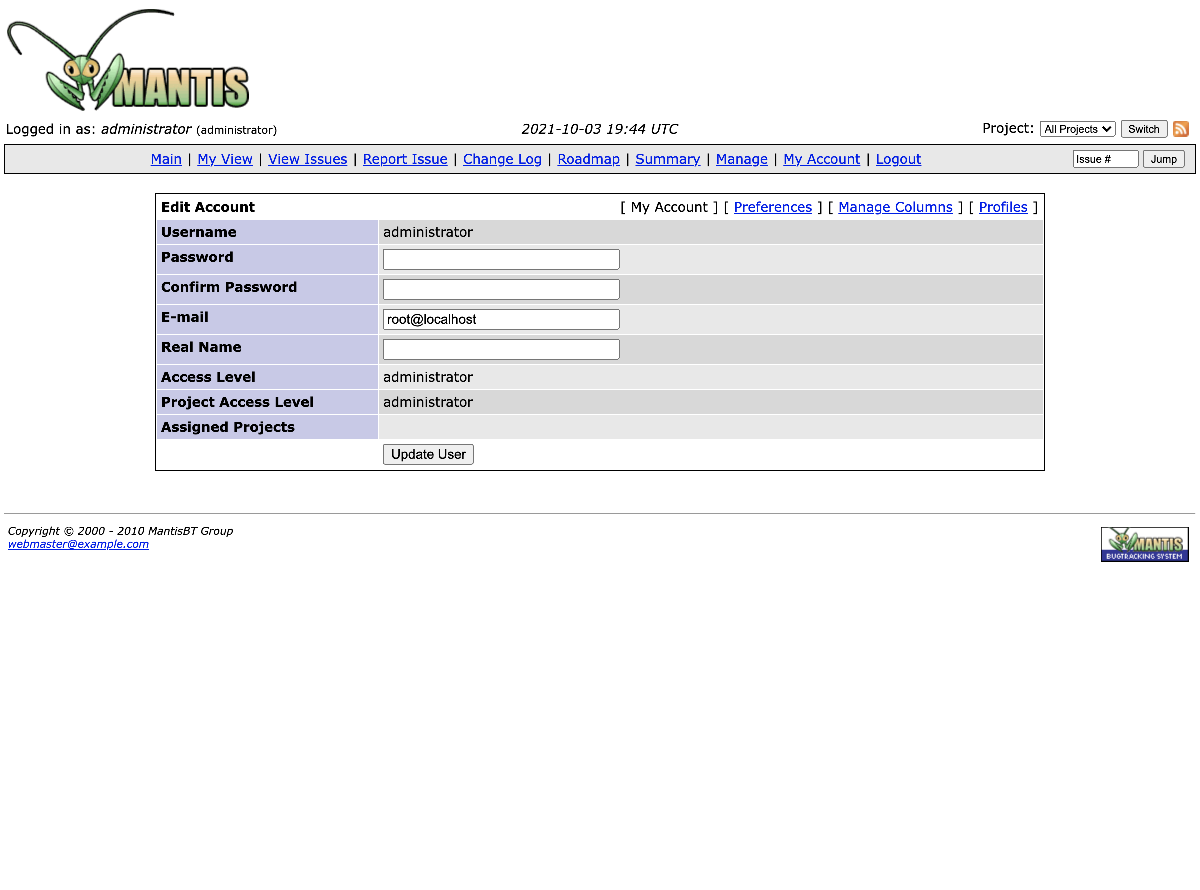 MANTIS
Logged in as: administrator (administrator)
2021-10-03 19:44 UTC
Project: All Projects Switch
Main | My View | View Issues | Report Issue | Change Log | Roadmap | Summary | Manage | My Account | Logout
Issue # Jump
Edit Account
[ My Account ] [ Preferences ] [ Manage Columns ] [ Profiles ]
Username administrator
Password
Confirm Password
E-mail root@localhost
Real Name
Access Level administrator
Project Access Level administrator
Assigned Projects
Update User
Copyright © 2000 - 2010 MantisBT Group
webmaster@example.com
MANTIS
BUGTRACKING SYSTEM